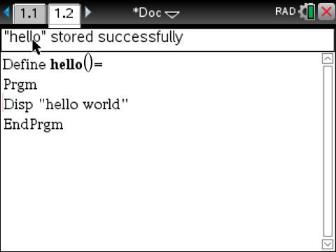 1.1 1.2 *Doc RAD
"hello" stored successfully
Define hello()=
Prgm
Disp "hello world"
EndPrgm